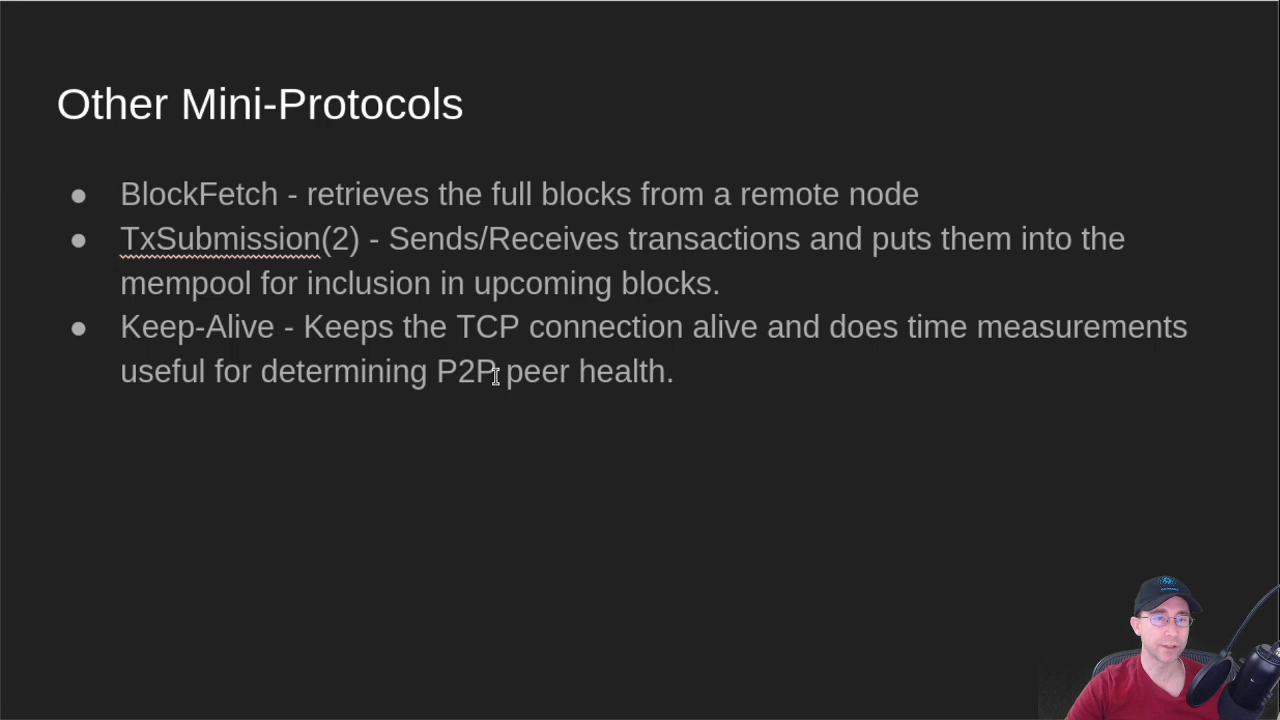 Other Mini-Protocols
● BlockFetch - retrieves the full blocks from a remote node
● TxSubmission(2) - Sends/Receives transactions and puts them into the
mempool for inclusion in upcoming blocks.
● Keep-Alive - Keeps the TCP connection alive and does time measurements
useful for determining P2P peer health.